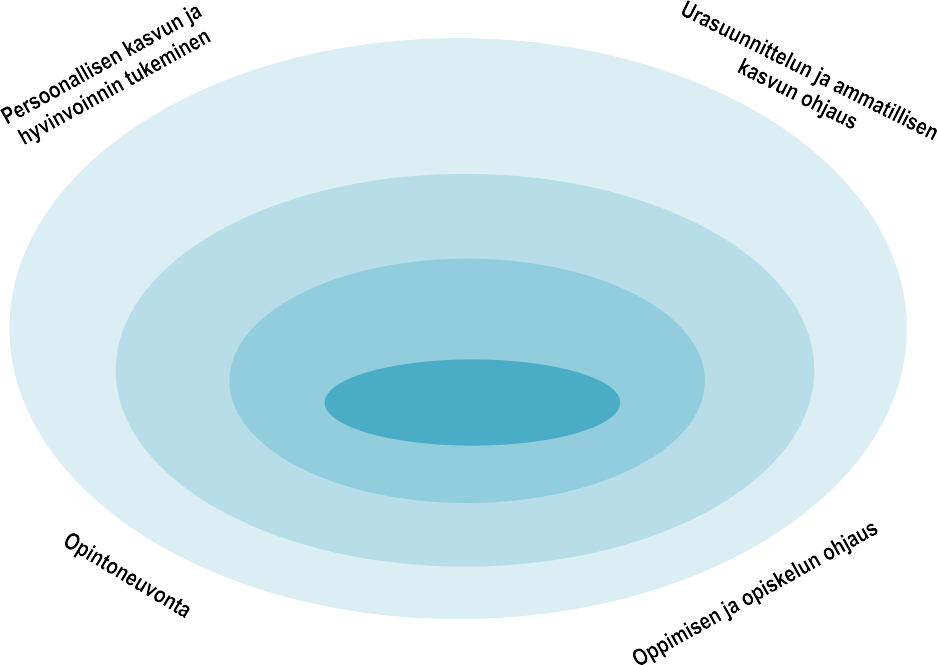 Persoonallisen kasvun ja
hyvinvoinnin tukeminen
Urasuunnittelun ja ammatillisen
kasvun ohjaus
Opintoneuvonta
Oppimisen ja opiskelun ohjaus